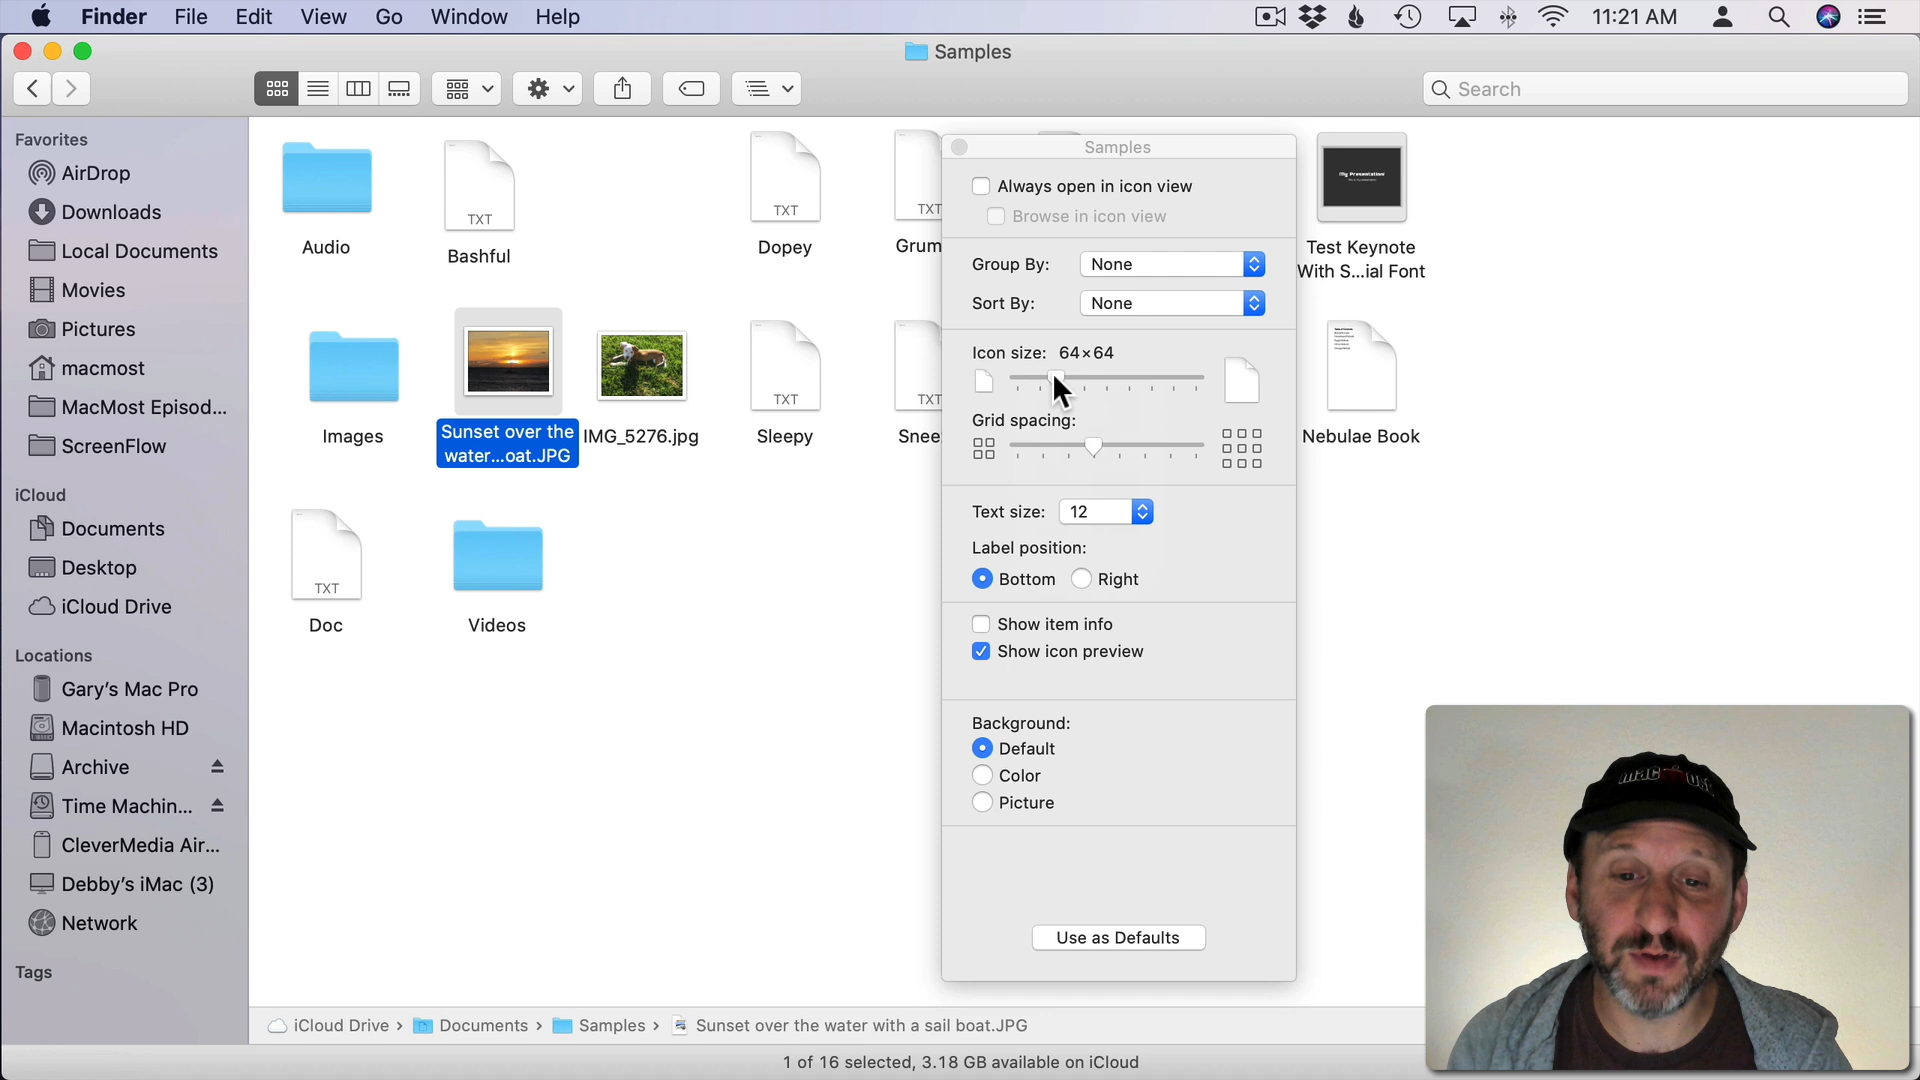 Finder File Edit View Go Window Help 11:21 AM
Samples
Search
Favorites
AirDrop
Downloads
Local Documents
Movies
Pictures
macmost
MacMost Episod...
ScreenFlow
iCloud
Documents
Desktop
iCloud Drive
Locations
Gary's Mac Pro
Macintosh HD
Archive
Time Machin...
CleverMedia Air...
Debby's iMac (3)
Network
Tags
Audio
TXT
Bashful
TXT
Dopey
TXT
Grum
My Presentation
Test Keynote
With S...ial Font
Images
Sunset over the
water...oat.JPG
IMG_5276.jpg
TXT
Sleepy
TXT
Snee
Nebulae Book
TXT
Doc
Videos
Samples
Always open in icon view
Browse in icon view
Group By: None
Sort By: None
Icon size: 64×64
Grid spacing:
Text size: 12
Label position:
Bottom Right
Show item info
Show icon preview
Background:
Default
Color
Picture
Use as Defaults
iCloud Drive › Documents › Samples › Sunset over the water with a sail boat.JPG
1 of 16 selected, 3.18 GB available on iCloud